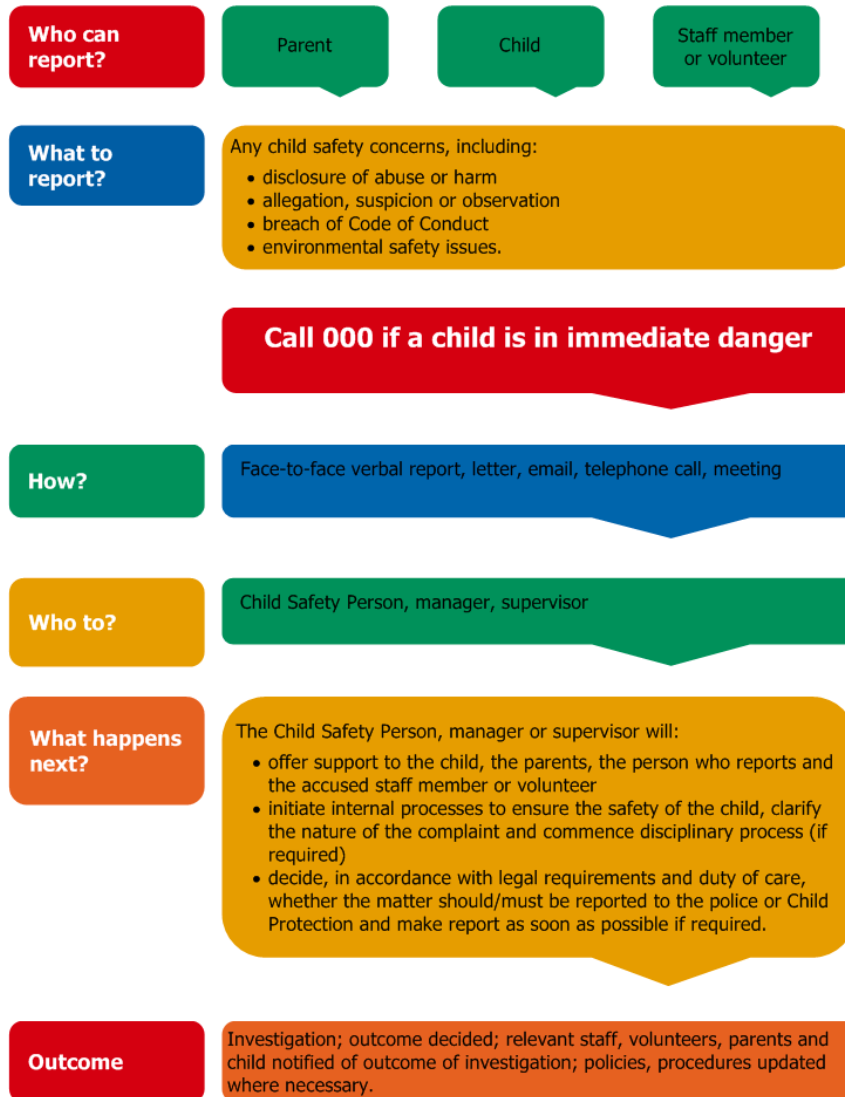 Who can
report?
Parent
Child
Staff member
or volunteer
What to
report?
Any child safety concerns, including:
• disclosure of abuse or harm
• allegation, suspicion or observation
• breach of Code of Conduct
• environmental safety issues.
Call 000 if a child is in immediate danger
How?
Face-to-face verbal report, letter, email, telephone call, meeting
Who to?
Child Safety Person, manager, supervisor
What happens
next?
The Child Safety Person, manager or supervisor will:
• offer support to the child, the parents, the person who reports and
the accused staff member or volunteer
• initiate internal processes to ensure the safety of the child, clarify
the nature of the complaint and commence disciplinary process (if
required)
• decide, in accordance with legal requirements and duty of care,
whether the matter should/must be reported to the police or Child
Protection and make report as soon as possible if required.
Outcome
Investigation; outcome decided; relevant staff, volunteers, parents and
child notified of outcome of investigation; policies, procedures updated
where necessary.